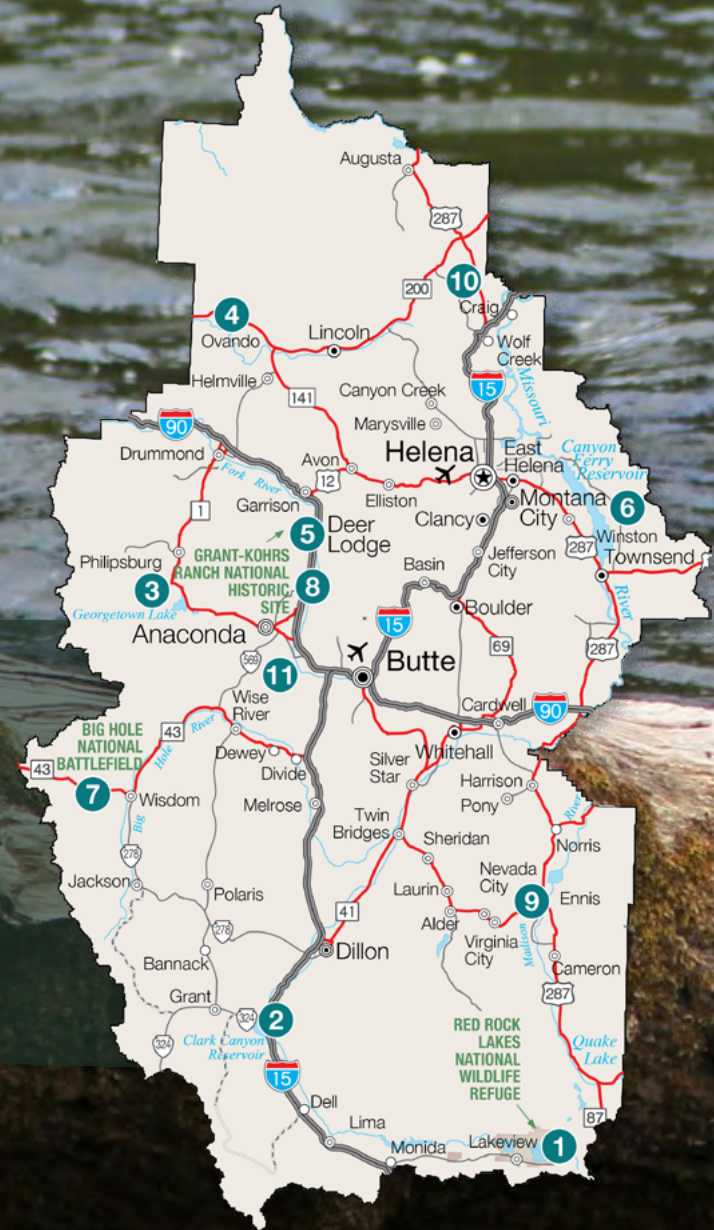 Augusta
287
10
200
Craig
4
Ovando
Lincoln
Wolf
Creek
Missouri
Helmville
141
15
Canyon Creek
Marysville
90
Drummond
Helena
East
Helena
Canyon
Ferry
Reservoir
Fork River
Avon
12
Elliston
Garrison
Montana
City
6
1
Clancy
287
Winston
5
Deer
Lodge
Townsend
GRANT-KOHRS
RANCH NATIONAL
HISTORIC
SITE
Philipsburg
Basin
Jefferson
City
3
8
Georgetown Lake
Boulder
River
Anaconda
15
69
287
569
11
Butte
Wise
River
Cardwell
90
BIG HOLE
NATIONAL
BATTLEFIELD
43
River
Hole
Dewey
Divide
Silver
Star
Whitehall
43
7
Wisdom
Melrose
Harrison
Pony
River
Big
Twin
Bridges
Sheridan
Norris
278
Nevada
City
Jackson
Polaris
Laurin
9
Ennis
41
Alder
278
Virginia
City
Madison
Bannack
Dillon
Cameron
Grant
287
324
2
324
Clark Canyon
Reservoir
RED ROCK
LAKES
NATIONAL
WILDLIFE
REFUGE
Quake
Lake
15
Dell
87
Lima
Monida
Lakeview
1